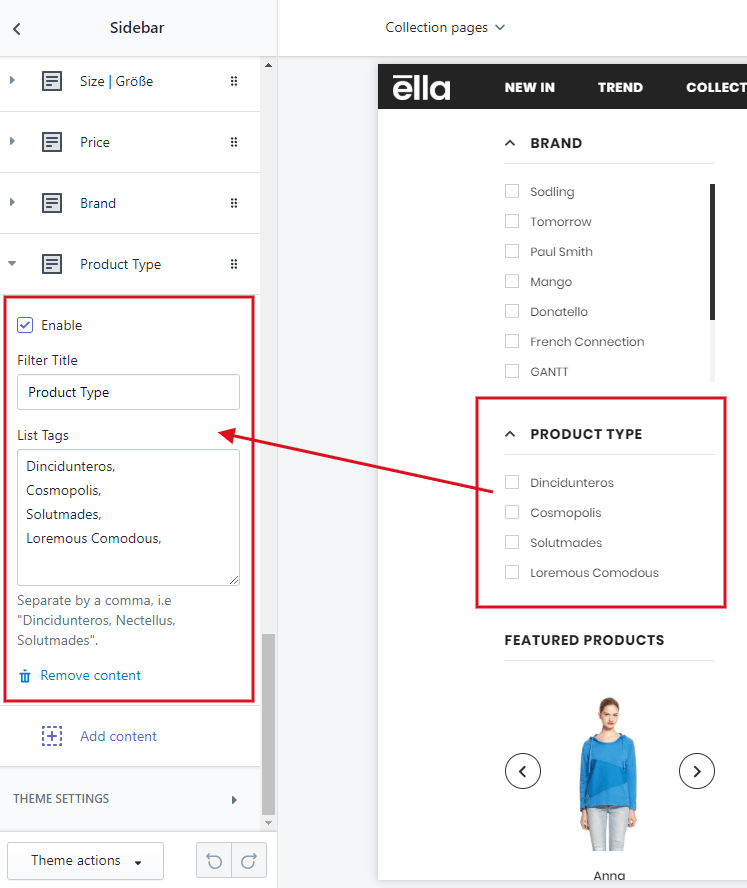 Sidebar
Size | Größe
Price
Brand
Product Type
Enable
Filter Title
Product Type
List Tags
Dincidunteros,
Cosmopolis,
Solutmades,
Loremous Comodous,
Separate by a comma, i.e
"Dincidunteros, Nectellus,
Solutmades".
Remove content
Add content
THEME SETTINGS
Theme actions
Collection pages
ēlla
NEW IN TREND COLLECT
BRAND
Sodling
Tomorrow
Paul Smith
Mango
Donatello
French Connection
GANTT
PRODUCT TYPE
Dincidunteros
Cosmopolis
Solutmades
Loremous Comodous
FEATURED PRODUCTS
Anna